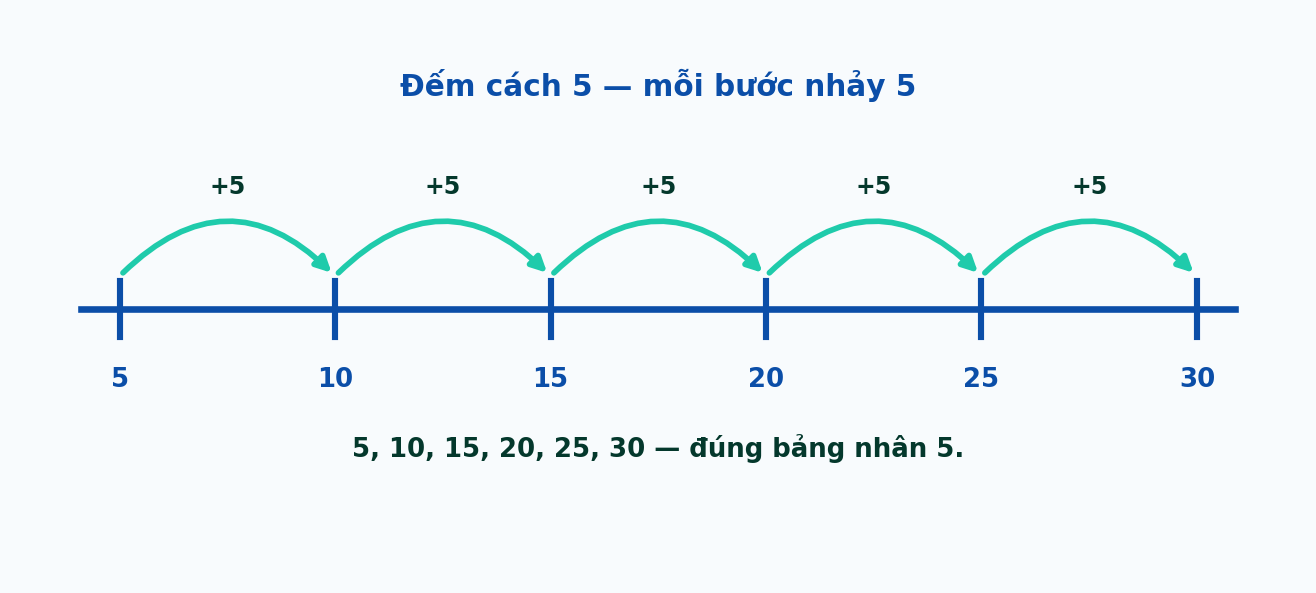 Đếm cách 5 — mỗi bước nhảy 5
+5 +5 +5 +5 +5
5 10 15 20 25 30
5, 10, 15, 20, 25, 30 — đúng bảng nhân 5.